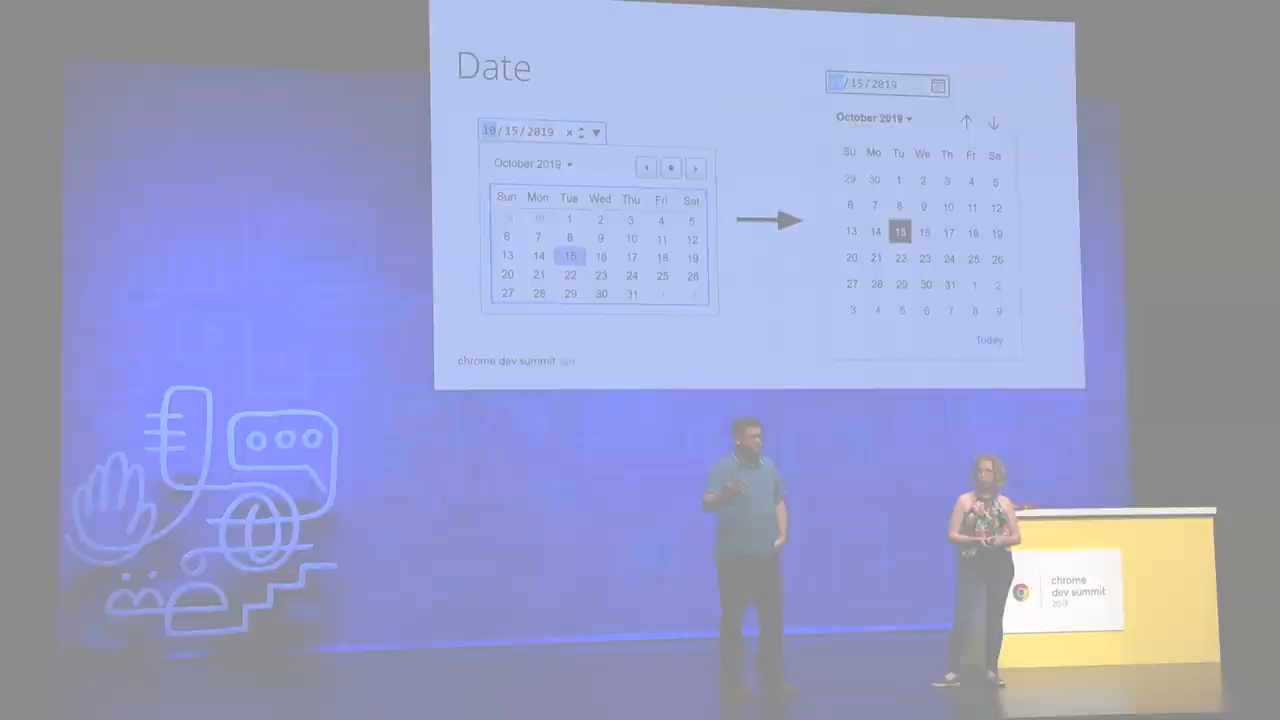 Date
10/15/2019
October 2019
Sun Mon Tue Wed Thu Fri Sat
1 2 3 4 5
6 7 8 9 10 11 12
13 14 15 16 17 18 19
20 21 22 23 24 25 26
27 28 29 30 31 1 2
/15/2019
October 2019
Su Mo Tu We Th Fr Sa
29 30 1 2 3 4 5
6 7 8 9 10 11 12
13 14 15 16 17 18 19
20 21 22 23 24 25 26
27 28 29 30 31 1 2
3 4 5 6 7 8 9
Today
chrome dev summit
chrome
dev summit
2019